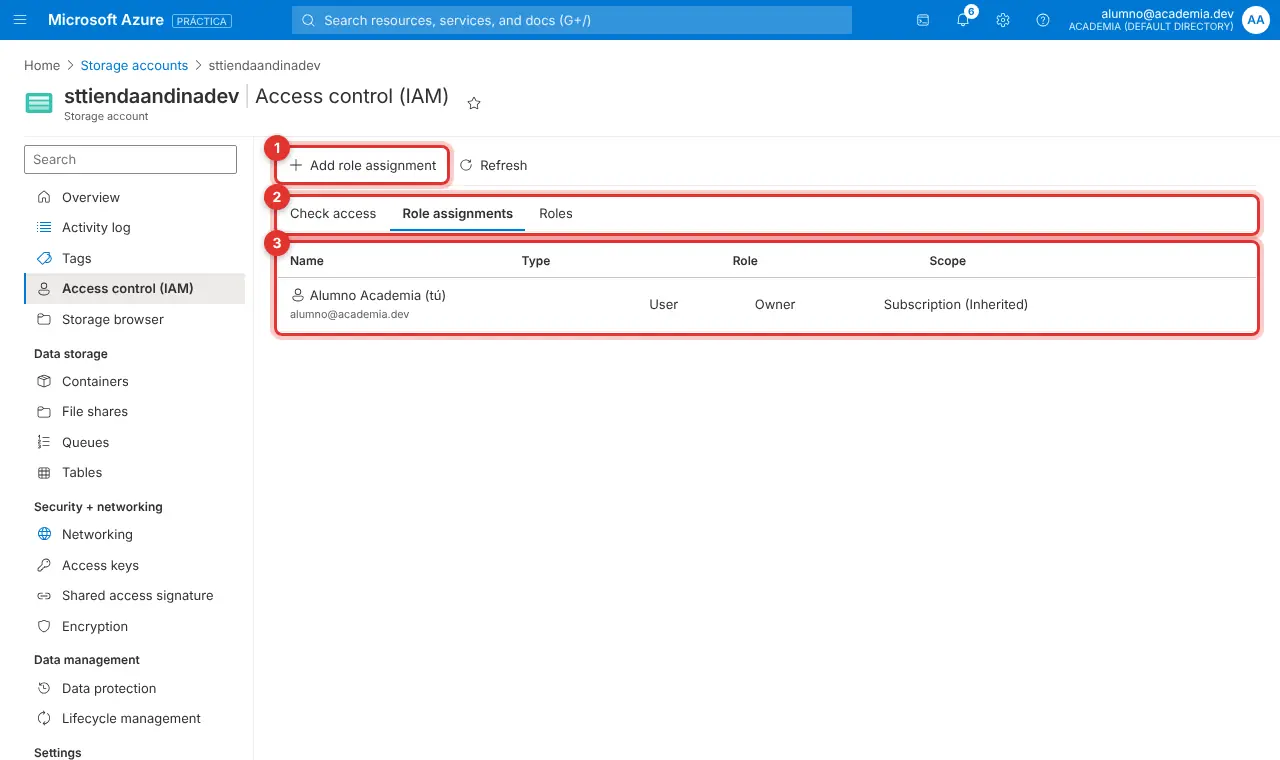 Microsoft Azure PRÁCTICA
Search resources, services, and docs (G+/)
6
alumno@academia.dev
ACADEMIA (DEFAULT DIRECTORY)
AA
Home > Storage accounts > sttiendaandinadev
sttiendaandinadev | Access control (IAM)
Storage account
Search
Overview
Activity log
Tags
Access control (IAM)
Storage browser
Data storage
Containers
File shares
Queues
Tables
Security + networking
Networking
Access keys
Shared access signature
Encryption
Data management
Data protection
Lifecycle management
Settings
1
+ Add role assignment Refresh
2
Check access Role assignments Roles
3
Name Type Role Scope
Alumno Academia (tú)
alumno@academia.dev
User Owner Subscription (Inherited)